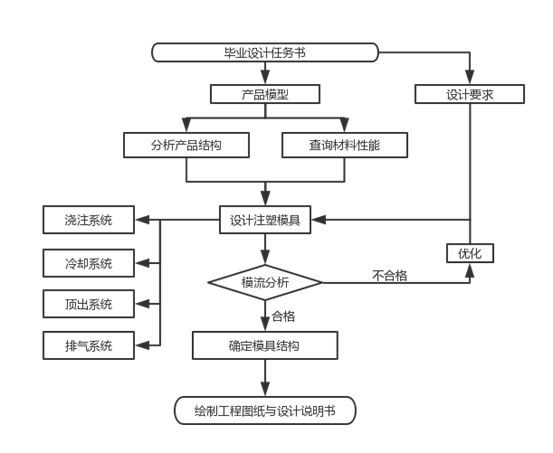 毕业设计任务书
产品模型
设计要求
分析产品结构
查询材料性能
浇注系统
设计注塑模具
冷却系统
优化
模流分析
不合格
顶出系统
合格
排气系统
确定模具结构
绘制工程图纸与设计说明书